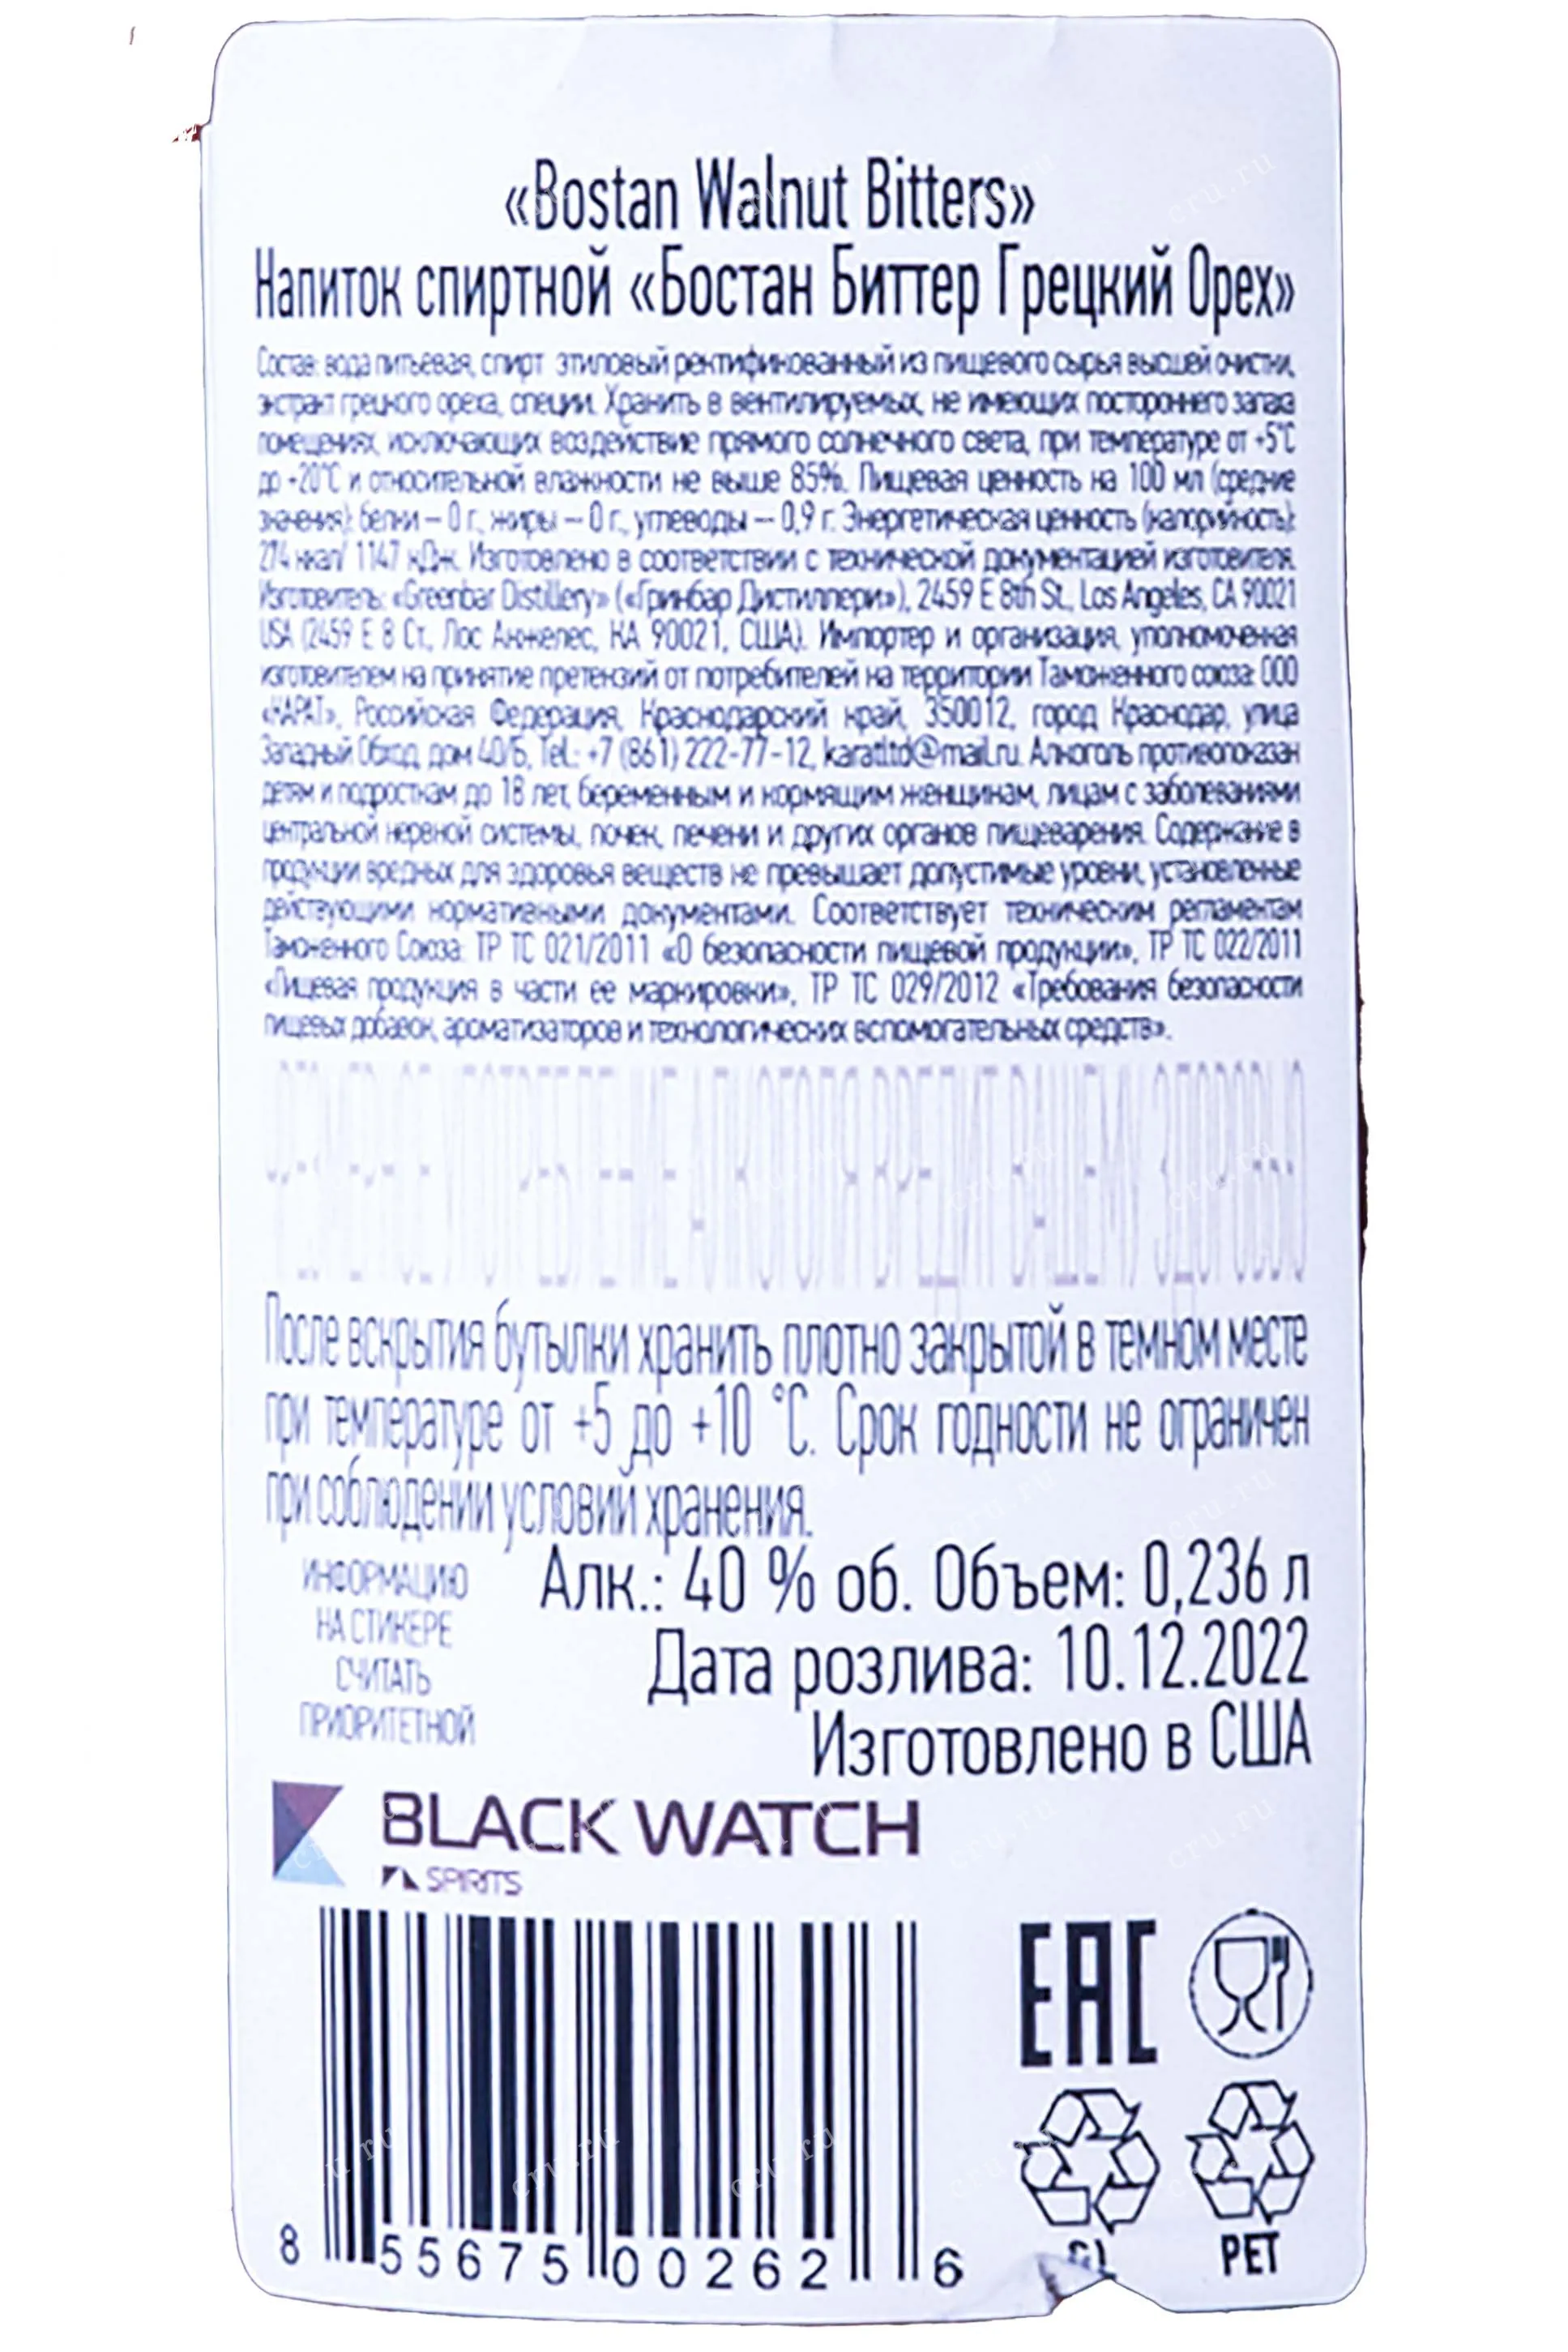 «Bostan Walnut Bitters»
Напиток спиртной «Бостан Биттер Грецкий Орех»
Состав: вода питьевая, спирт этиловый ректификованный из пищевого сырья высшей очистки,
экстракт грецкого ореха, специи. Хранить в вентилируемых, не имеющих постороннего запаха
помещениях, исключающих воздействие прямого солнечного света, при температуре от +5°C
до +20°C и относительной влажности не выше 85%. Пищевая ценность на 100 мл (средние
значения): белки – 0 г., жиры – 0 г., углеводы – 0,9 г. Энергетическая ценность (калорийность):
274 ккал/ 1147 кДж. Изготовлено в соответствии с технической документацией изготовителя.
Изготовитель: «Greenbar Distillery» («Гринбар Дистиллери»), 2459 E 8th St., Los Angeles, CA 90021
USA (2459 Е 8 Ст., Лос Анжелес, КА 90021, США). Импортер и организация, уполномоченная
изготовителем на принятие претензий от потребителей на территории Таможенного союза: ООО
«КАРАТ», Российская Федерация, Краснодарский край, 350012, город Краснодар, улица
Западный Обход, дом 40/Б, Tel.: +7 (861) 222-77-12, karatltd@mail.ru. Алкоголь противопоказан
детям и подросткам до 18 лет, беременным и кормящим женщинам, лицам с заболеваниями
центральной нервной системы, почек, печени и других органов пищеварения. Содержание в
продукции вредных для здоровья веществ не превышает допустимые уровни, установленные
действующими нормативными документами. Соответствует техническим регламентам
Таможенного Союза: ТР ТС 021/2011 «О безопасности пищевой продукции», ТР ТС 022/2011
«Пищевая продукция в части ее маркировки», ТР ТС 029/2012 «Требования безопасности
пищевых добавок, ароматизаторов и технологических вспомогательных средств».
ЧРЕЗМЕРНОЕ УПОТРЕБЛЕНИЕ АЛКОГОЛЯ ВРЕДИТ ВАШЕМУ ЗДОРОВЬЮ
После вскрытия бутылки хранить плотно закрытой в темном месте
при температуре от +5 до +10 °C. Срок годности не ограничен
при соблюдении условий хранения.
ИНФОРМАЦИЮ
НА СТИКЕРЕ
СЧИТАТЬ
ПРИОРИТЕТНОЙ
Алк.: 40 % об. Объем: 0,236 л
Дата розлива: 10.12.2022
Изготовлено в США
BLACK WATCH
SPIRITS
EAC
8 55675 00262 6
GL
PET
cru.ru